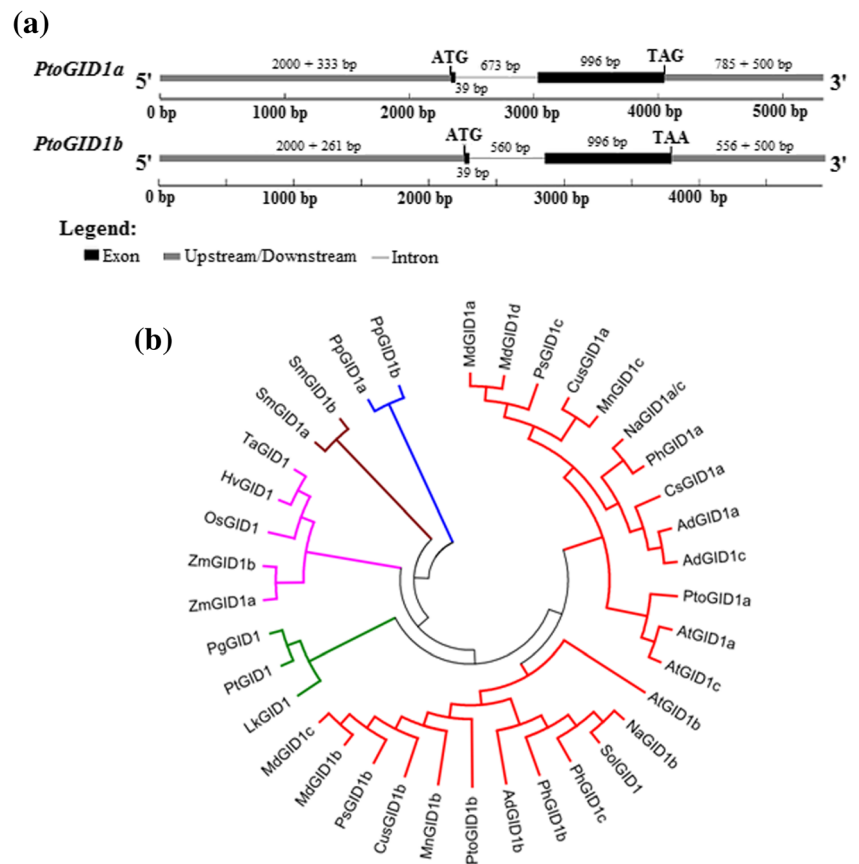 (a)
ATG
TAG
PtoGID1a
5'
2000 + 333 bp
39 bp
673 bp
996 bp
785 + 500 bp
3'
0 bp
1000 bp
2000 bp
3000 bp
4000 bp
5000 bp
ATG
TAA
PtoGID1b
5'
2000 + 261 bp
39 bp
560 bp
996 bp
556 + 500 bp
3'
0 bp
1000 bp
2000 bp
3000 bp
4000 bp
Legend:
Exon
Upstream/Downstream
Intron
(b)
MdGID1a
MdGID1d
PsGID1c
CusGID1a
MnGID1c
NaGID1a/c
PhGID1a
CsGID1a
AdGID1a
AdGID1c
PtoGID1a
AtGID1a
AtGID1c
AtGID1b
NaGID1b
SolGID1
PhGID1c
PhGID1b
AdGID1b
PtoGID1b
MnGID1b
CusGID1b
PsGID1b
MdGID1b
MdGID1c
LkGID1
PtGID1
PgGID1
ZmGID1a
ZmGID1b
OsGID1
HvGID1
TaGID1
SmGID1a
SmGID1b
PpGID1a
PpGID1b